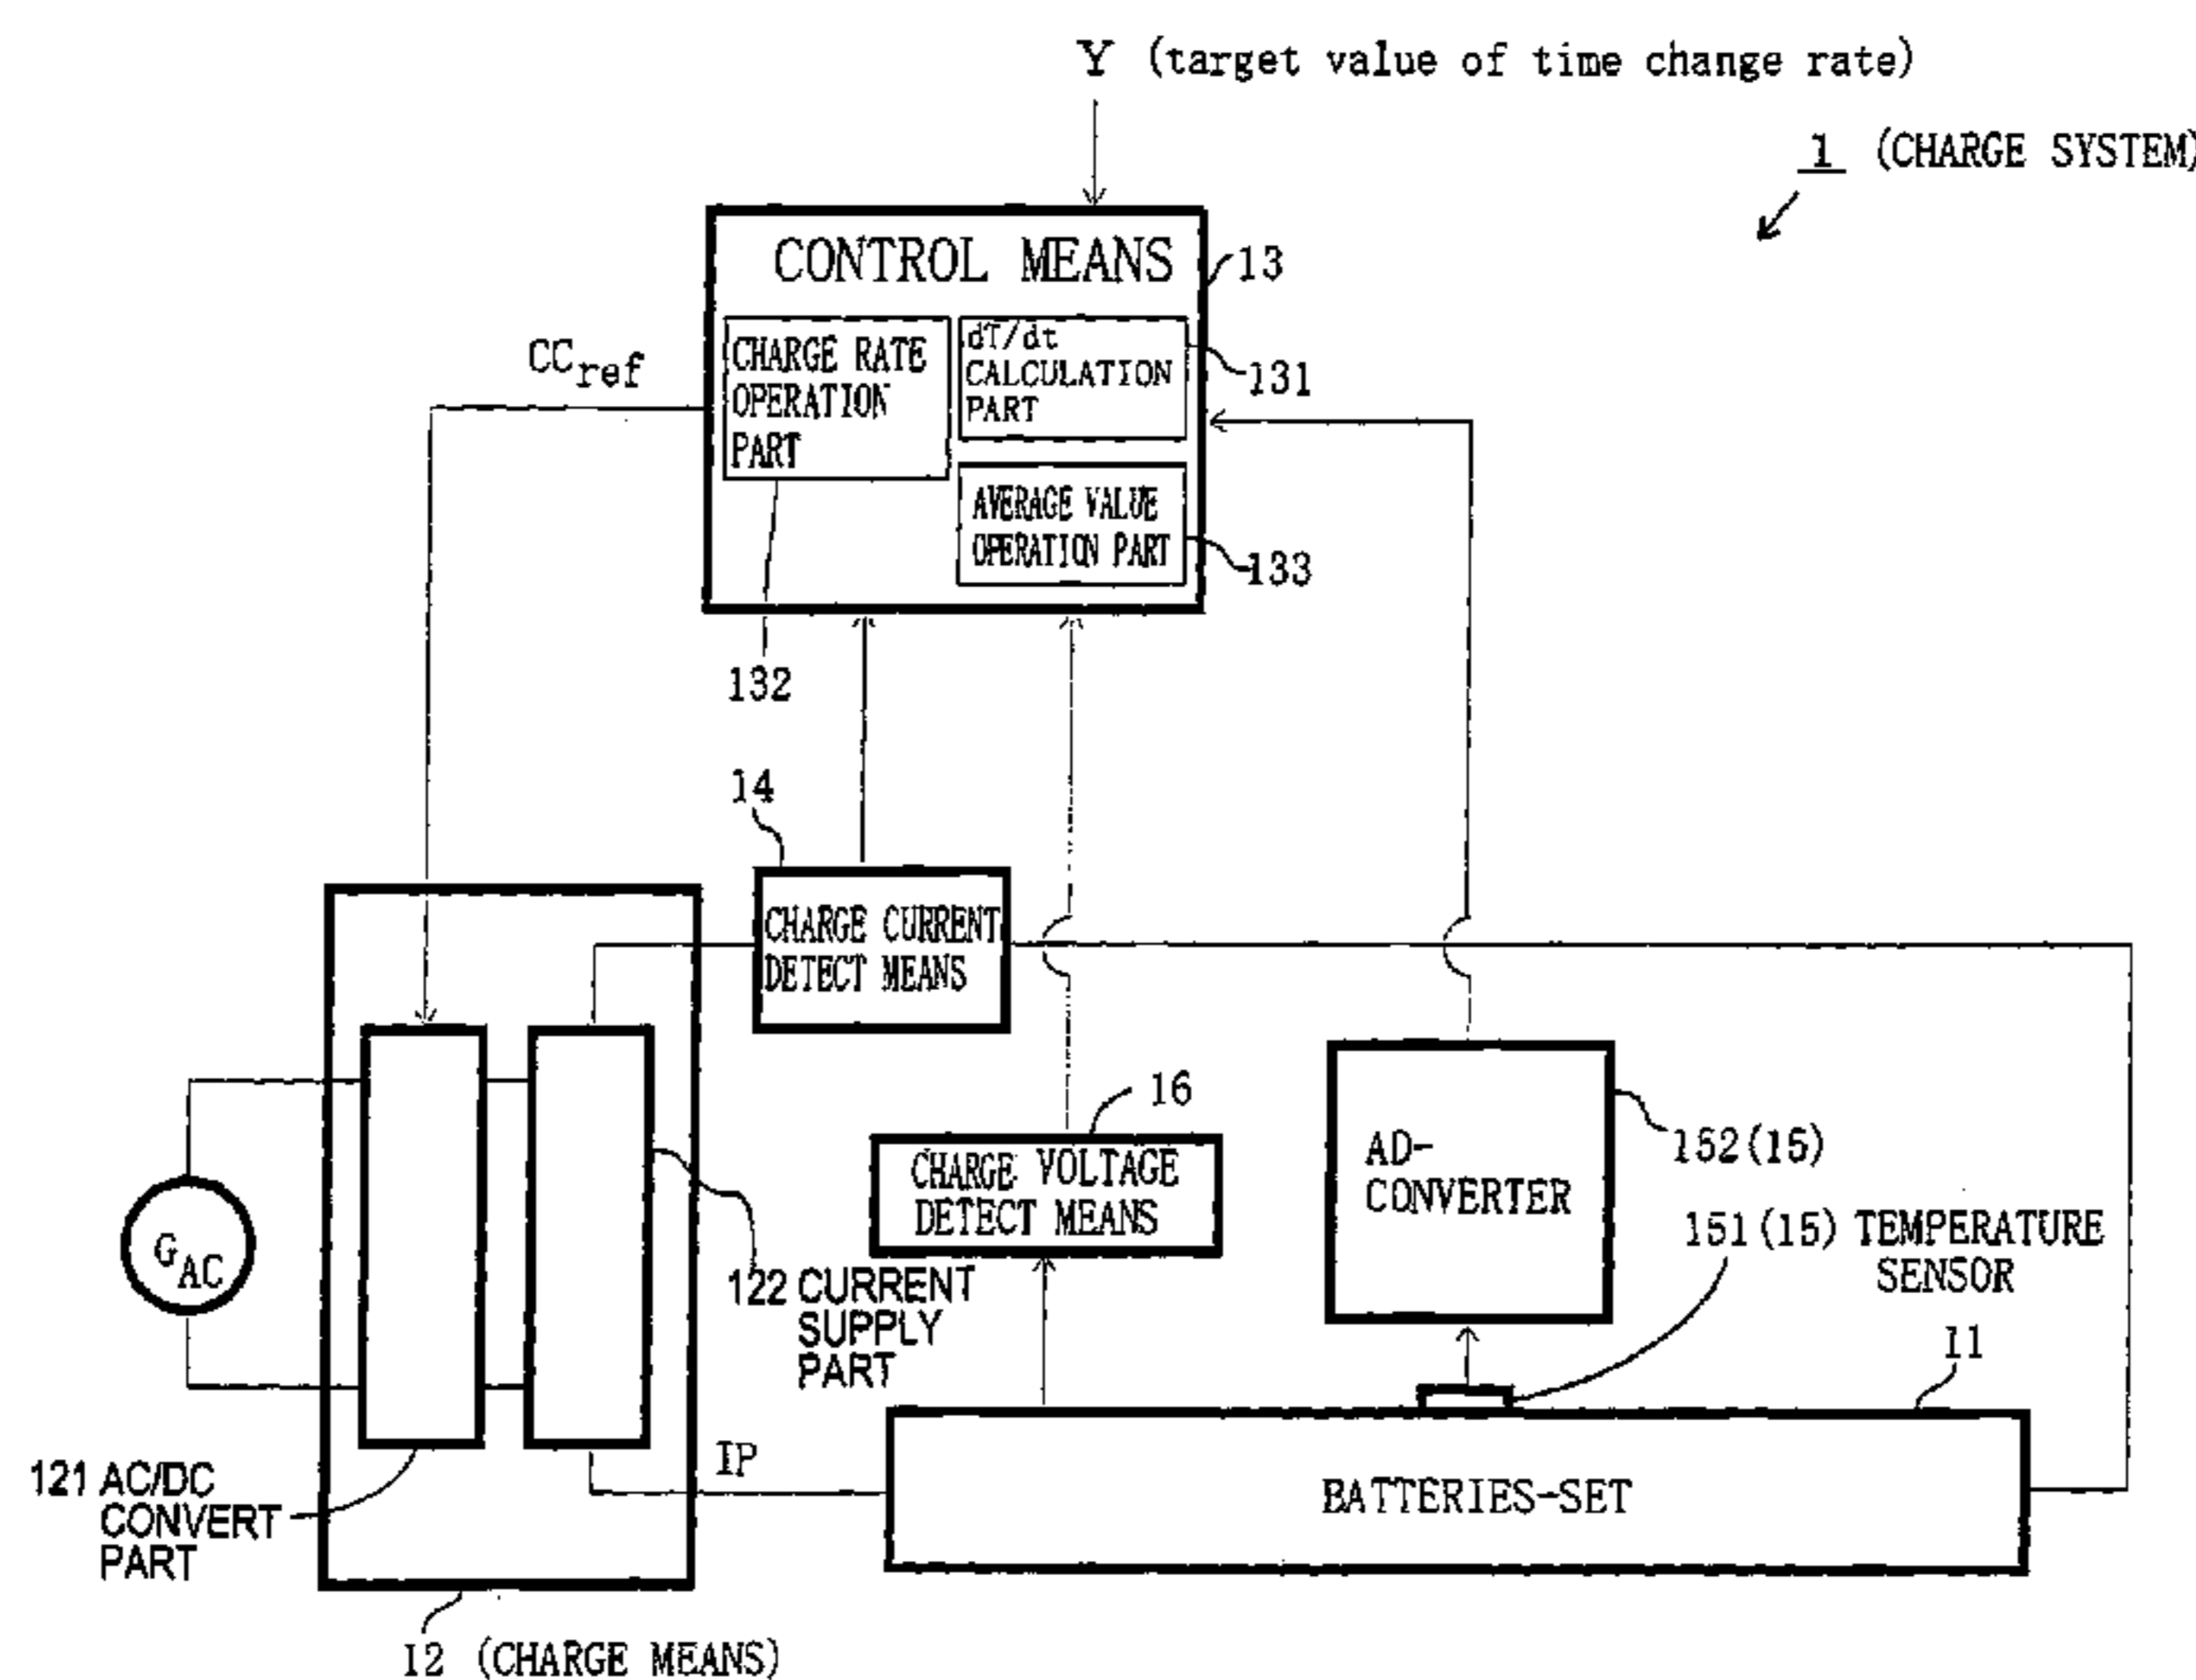 Y (target value of time change rate)
1 (CHARGE SYSTEM)
CONTROL MEANS
13
CHARGE RATE
OPERATION
PART
dT/dt
CALCULATION
PART
131
CCref
AVERAGE VALUE
OPERATION PART
133
132
14
CHARGE CURRENT
DETECT MEANS
16
CHARGE VOLTAGE
DETECT MEANS
AD-
CONVERTER
152(15)
151(15) TEMPERATURE
SENSOR
GAC
122 CURRENT
SUPPLY
PART
11
IP
BATTERIES-SET
121 AC/DC
CONVERT
PART
12 (CHARGE MEANS)